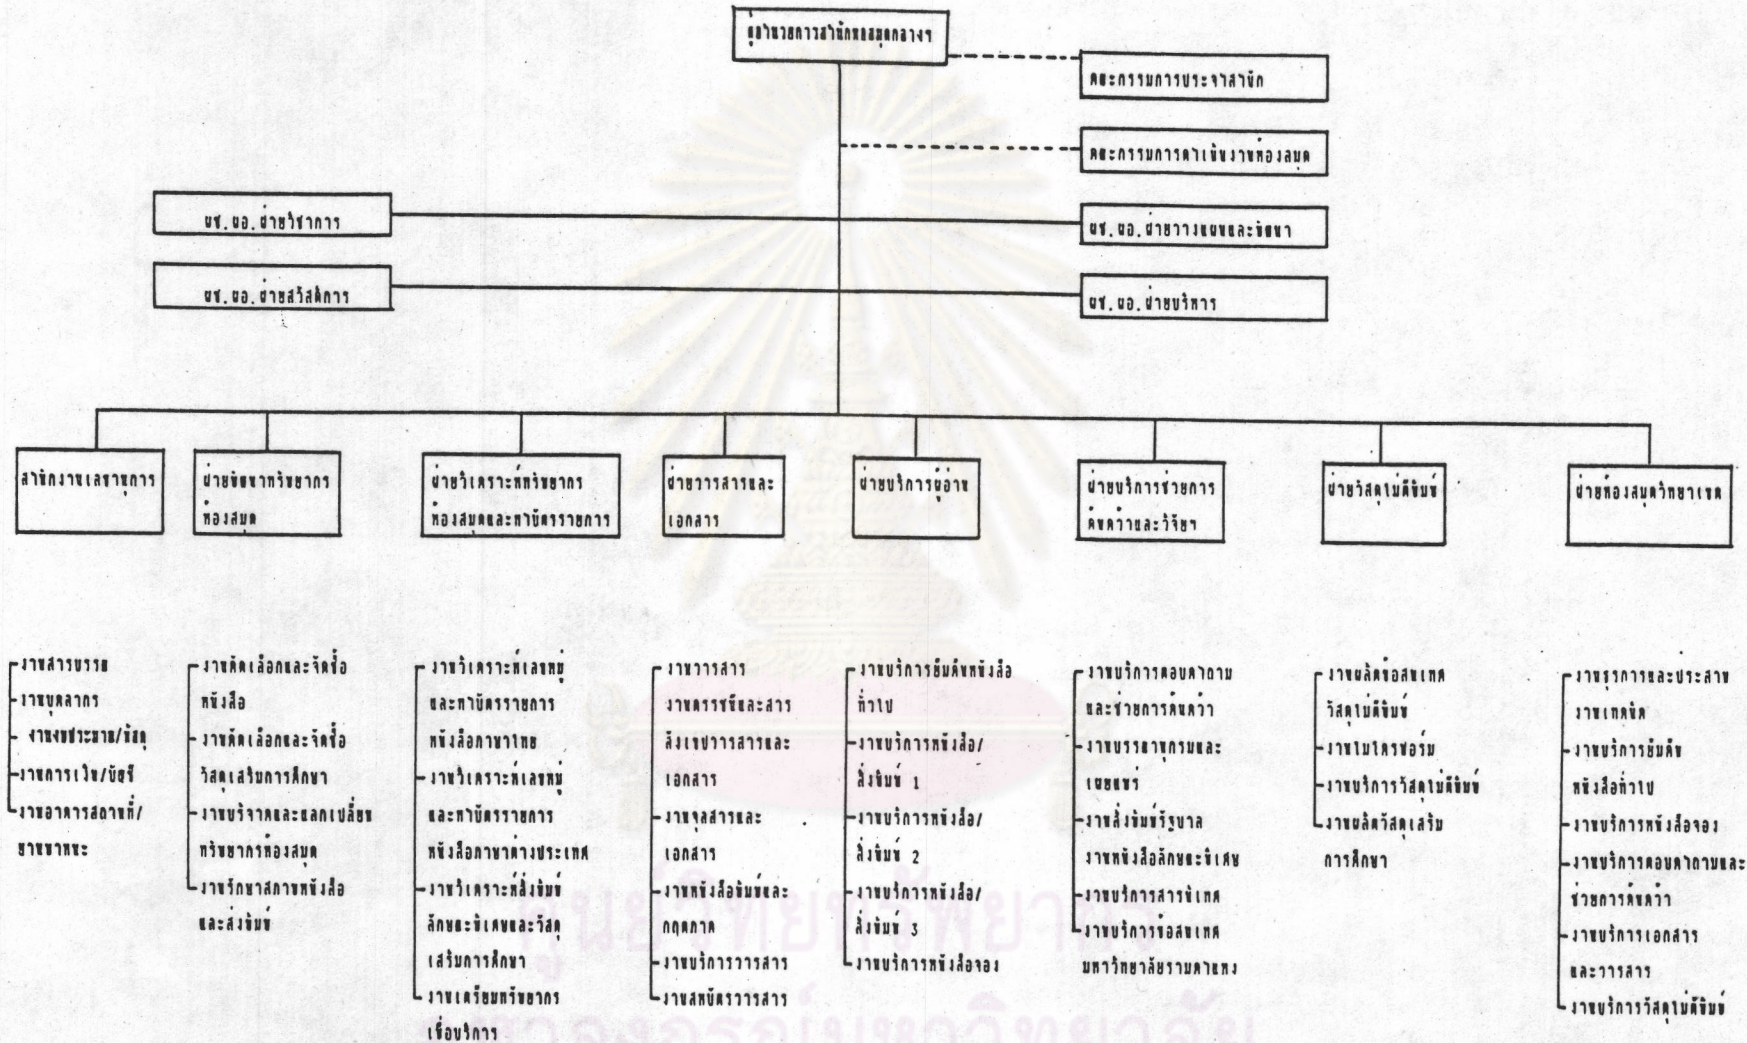 ผู้อำนวยการสำนักหอสมุดกลางฯ
คณะกรรมการประจำสำนัก
คณะกรรมการดำเนินงานห้องสมุด
ผช.ผอ.ฝ่ายวิชาการ
ผช.ผอ.ฝ่ายวางแผนและพัฒนา
ผช.ผอ.ฝ่ายสวัสดิการ
ผช.ผอ.ฝ่ายบริหาร
สำนักงานเลขานุการ
ฝ่ายพัฒนาทรัพยากร
ห้องสมุด
ฝ่ายวิเคราะห์ทรัพยากร
ห้องสมุดและทำบัตรรายการ
ฝ่ายวารสารและ
เอกสาร
ฝ่ายบริการผู้อ่าน
ฝ่ายบริการช่วยการ
ค้นคว้าและวิจัยฯ
ฝ่ายวัสดุไม่ตีพิมพ์
ฝ่ายห้องสมุดวิทยาเขต
งานสารบรรณ
งานบุคลากร
งานงบประมาณ/พัสดุ
งานการเงิน/บัญชี
งานอาคารสถานที่/
ยานพาหนะ
งานคัดเลือกและจัดซื้อ
หนังสือ
งานคัดเลือกและจัดซื้อ
วัสดุเสริมการศึกษา
งานบริจาคและแลกเปลี่ยน
ทรัพยากรห้องสมุด
งานรักษาสภาพหนังสือ
และสิ่งพิมพ์
งานวิเคราะห์เลขหมู่
และทำบัตรรายการ
หนังสือภาษาไทย
งานวิเคราะห์เลขหมู่
และทำบัตรรายการ
หนังสือภาษาต่างประเทศ
งานวิเคราะห์สิ่งพิมพ์
ลักษณะพิเศษและวัสดุ
เสริมการศึกษา
งานเตรียมทรัพยากร
เพื่อบริการ
งานวารสาร
งานดรรชนีและสาร
สังเขปวารสารและ
เอกสาร
งานจุลสารและ
เอกสาร
งานหนังสือพิมพ์และ
กฤตภาค
งานบริการวารสาร
งานสหบัตรวารสาร
งานบริการยืมคืนหนังสือ
ทั่วไป
งานบริการหนังสือ/
สิ่งพิมพ์ 1
งานบริการหนังสือ/
สิ่งพิมพ์ 2
งานบริการหนังสือ/
สิ่งพิมพ์ 3
งานบริการหนังสือจอง
งานบริการตอบคำถาม
และช่วยการค้นคว้า
งานบรรณานุกรมและ
เผยแพร่
งานสิ่งพิมพ์รัฐบาล
งานหนังสือลักษณะพิเศษ
งานบริการสารนิเทศ
งานบริการข้อสนเทศ
มหาวิทยาลัยรามคำแหง
งานผลิตข้อสนเทศ
วัสดุไม่ตีพิมพ์
งานไมโครฟอร์ม
งานบริการวัสดุไม่ตีพิมพ์
งานผลิตวัสดุเสริม
การศึกษา
งานธุรการและประสาน
งานเทคนิค
งานบริการยืมคืน
หนังสือทั่วไป
งานบริการหนังสือจอง
งานบริการตอบคำถามและ
ช่วยการค้นคว้า
งานบริการเอกสาร
และวารสาร
งานบริการวัสดุไม่ตีพิมพ์
ศูนย์วิทยทรัพยากร
จุฬาลงกรณ์มหาวิทยาลัย